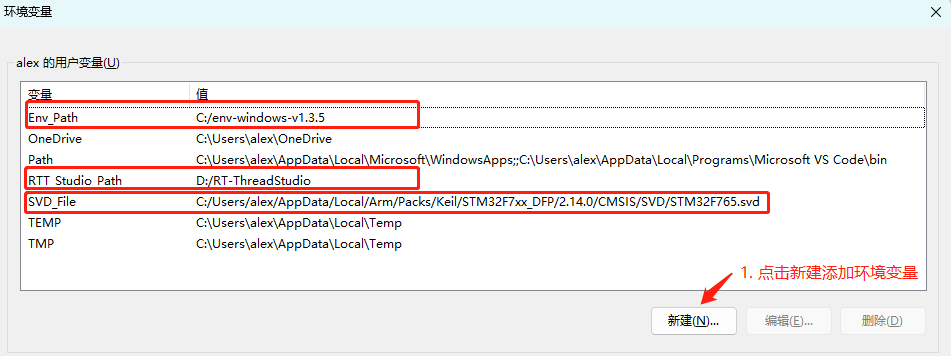 环境变量
alex 的用户变量(U)
变量 值
Env_Path C:/env-windows-v1.3.5
OneDrive C:\Users\alex\OneDrive
Path C:\Users\alex\AppData\Local\Microsoft\WindowsApps;;C:\Users\alex\AppData\Local\Programs\Microsoft VS Code\bin
RTT_Studio_Path D:/RT-ThreadStudio
SVD_File C:/Users/alex/AppData/Local/Arm/Packs/Keil/STM32F7xx_DFP/2.14.0/CMSIS/SVD/STM32F765.svd
TEMP C:\Users\alex\AppData\Local\Temp
TMP C:\Users\alex\AppData\Local\Temp
1. 点击新建添加环境变量
新建(N)... 编辑(E)... 删除(D)